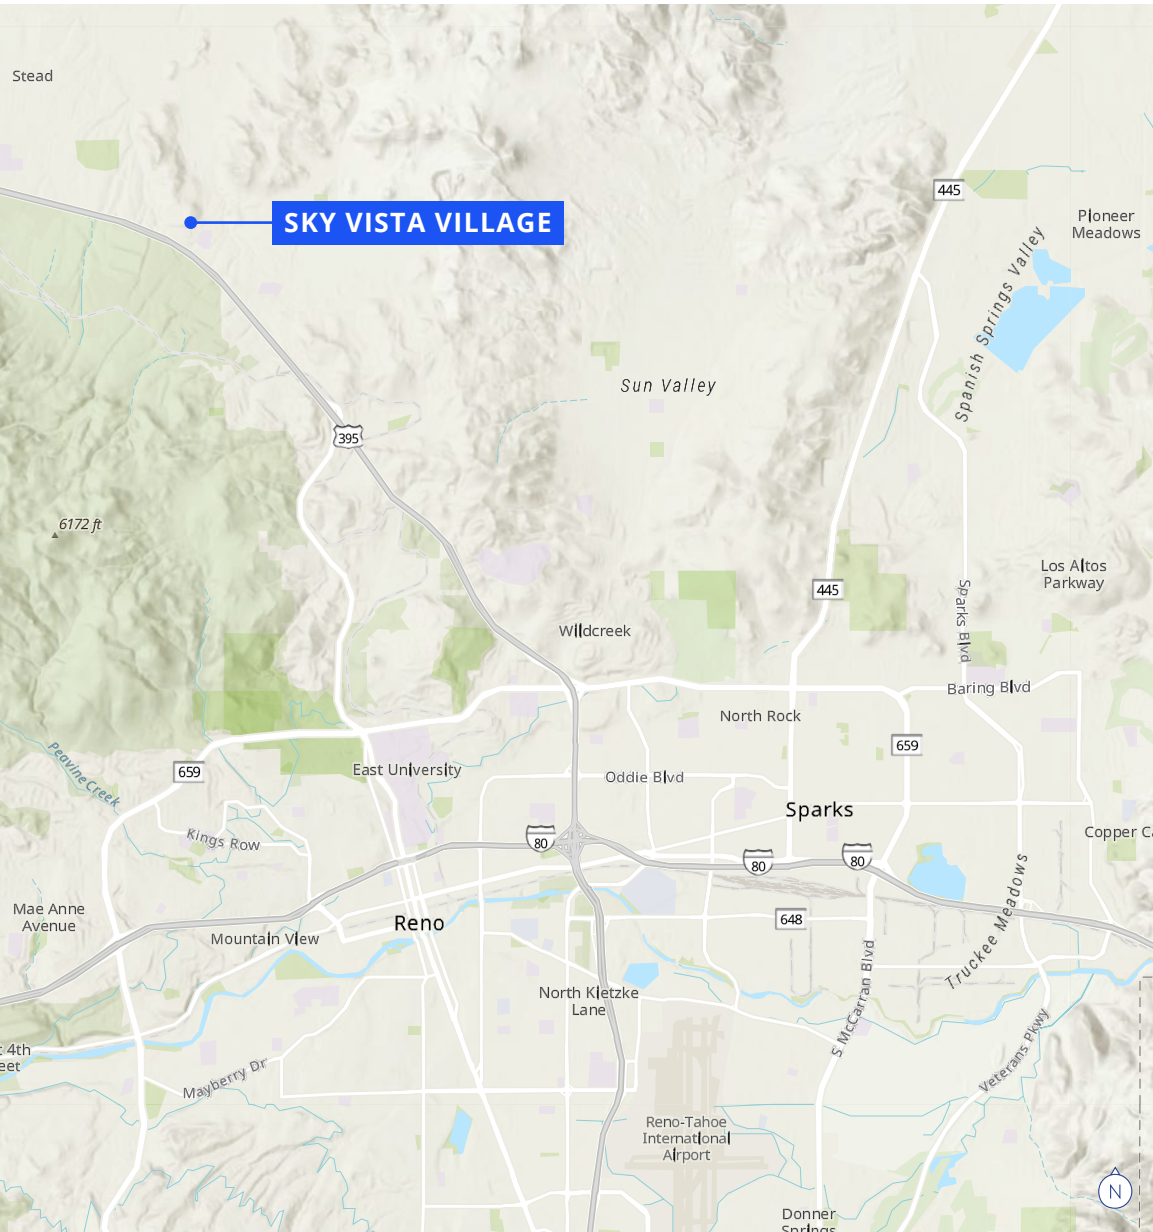 Stead
445
SKY VISTA VILLAGE
Pioneer
Meadows
Spanish Springs Valley
Sun Valley
395
6172 ft
Los Altos
Parkway
445
Sparks Blvd
Wildcreek
Baring Blvd
North Rock
659
659
Peavine Creek
East University
Oddie Blvd
Sparks
Kings Row
80
80
80
Copper
Mae Anne
Avenue
Reno
648
Mountain View
Truckee Meadows
S McCarran Blvd
North Kietzke
Lane
4th
Mayberry Dr
Veterans Pkwy
Reno-Tahoe
International
Airport
N
Donner
Springs